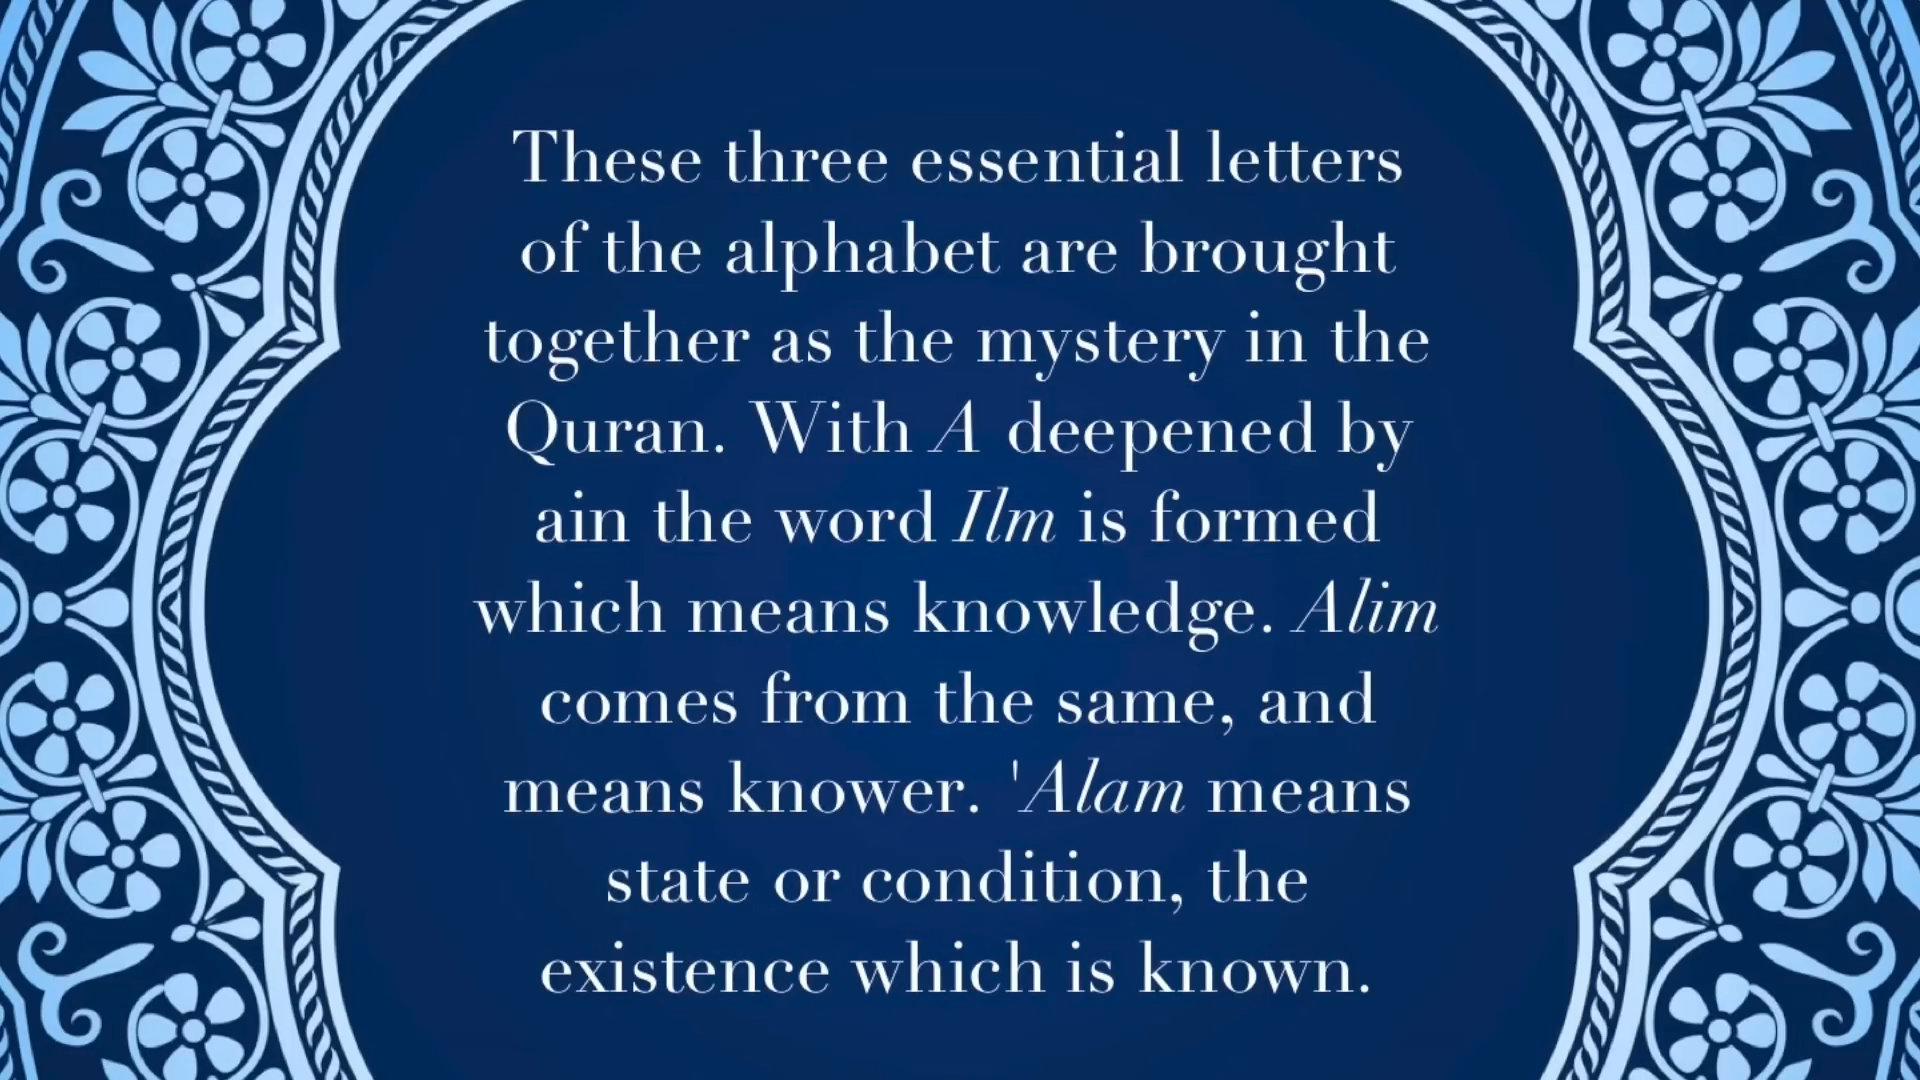 These three essential letters
of the alphabet are brought
together as the mystery in the
Quran. With A deepened by
ain the word Ilm is formed
which means knowledge. Alim
comes from the same, and
means knower. 'Alam means
state or condition, the
existence which is known.